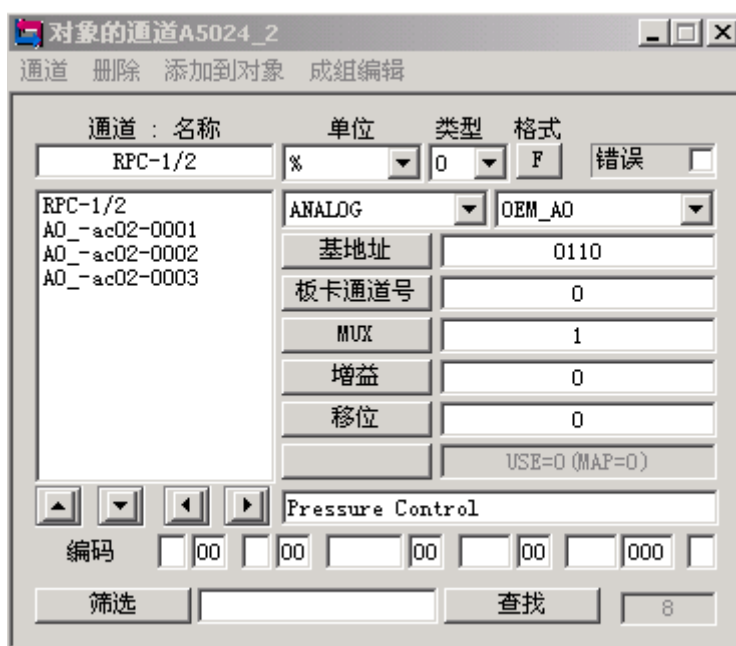 对象的通道A5024_2
通道 删除 添加到对象 成组编辑
通道 : 名称 单位 类型 格式
RPC-1/2 % 0 F 错误
RPC-1/2 ANALOG OEM_AO
AO_-ac02-0001 基地址 0110
AO_-ac02-0002
AO_-ac02-0003 板卡通道号 0
MUX 1
增益 0
移位 0
USE=0 (MAP=0)
Pressure Control
编码 00 00 00 00 000
筛选 查找 8